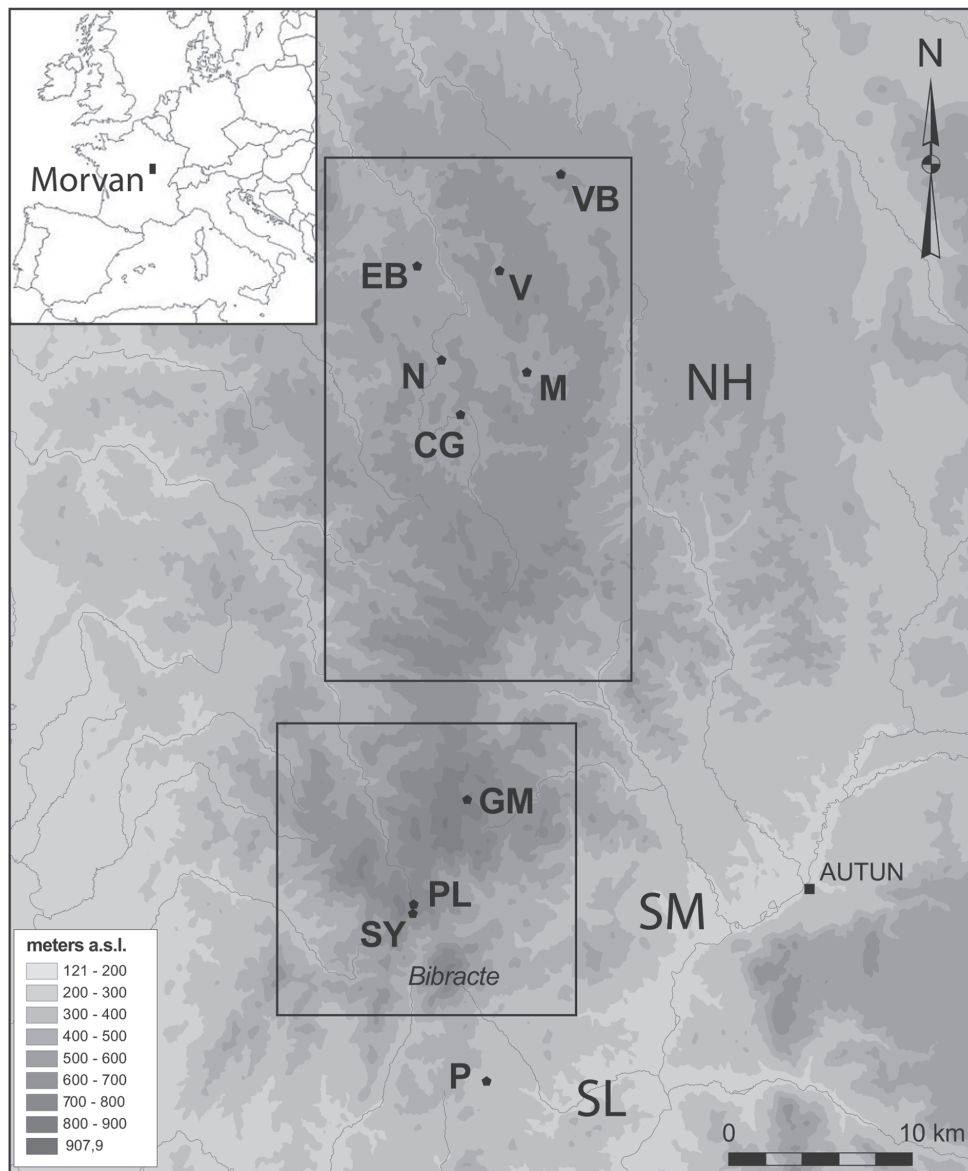 Morvan
N
VB
EB
V
N
M
NH
CG
GM
AUTUN
PL
SM
SY
Bibracte
meters a.s.l.
121 - 200
200 - 300
300 - 400
400 - 500
500 - 600
600 - 700
700 - 800
800 - 900
907,9
P
SL
0 10 km